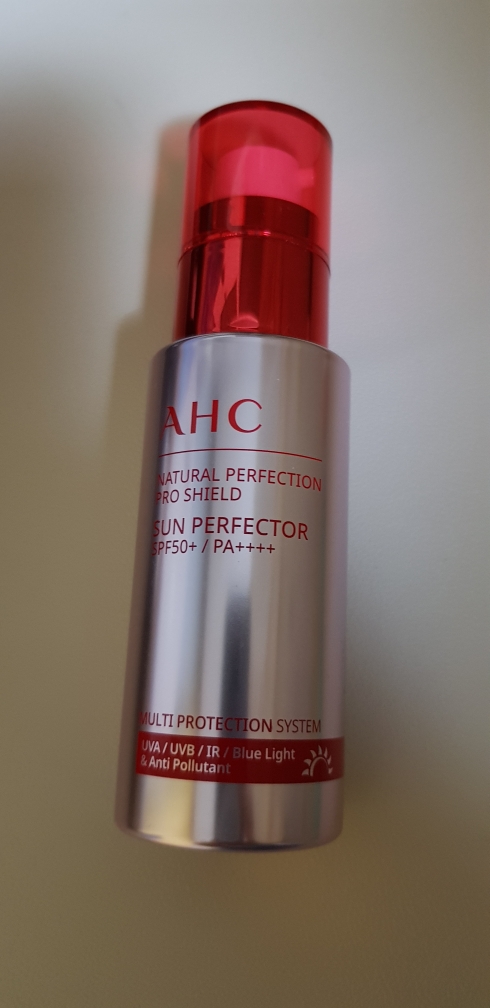 AHC
NATURAL PERFECTION
PRO SHIELD
SUN PERFECTOR
SPF50+ / PA++++
MULTI PROTECTION SYSTEM
UVA / UVB / IR / Blue Light
& Anti Pollutant